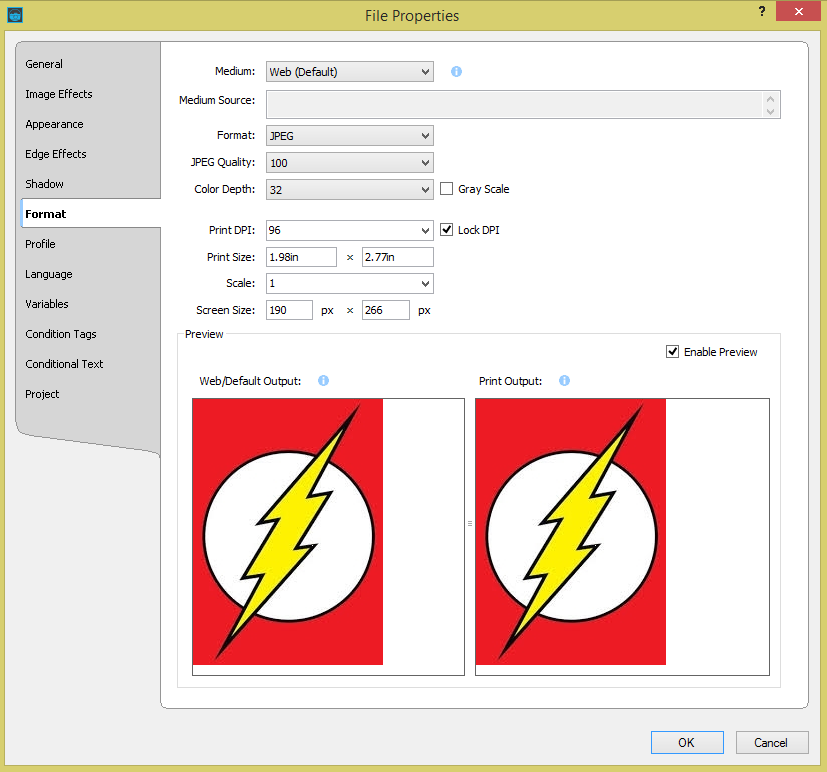 File Properties
?
General
Image Effects
Appearance
Edge Effects
Shadow
Format
Profile
Language
Variables
Condition Tags
Conditional Text
Project
Medium: Web (Default)
Medium Source:
Format: JPEG
JPEG Quality: 100
Color Depth: 32 Gray Scale
Print DPI: 96 Lock DPI
Print Size: 1.98in × 2.77in
Scale: 1
Screen Size: 190 px × 266 px
Preview
Enable Preview
Web/Default Output: Print Output:
OK Cancel